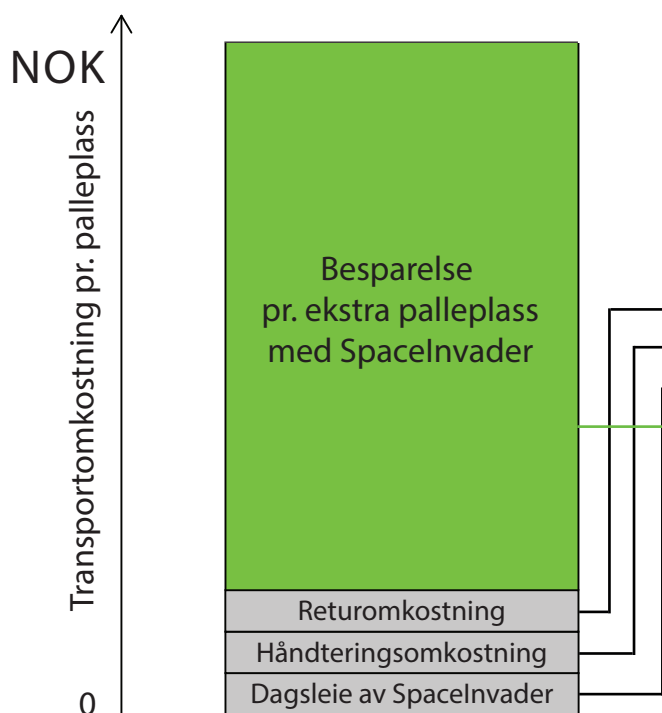 NOK
Transportomkostning pr. palleplass
Besparelse
pr. ekstra palleplass
med SpaceInvader
Returomkostning
Håndteringsomkostning
Dagsleie av SpaceInvader
0